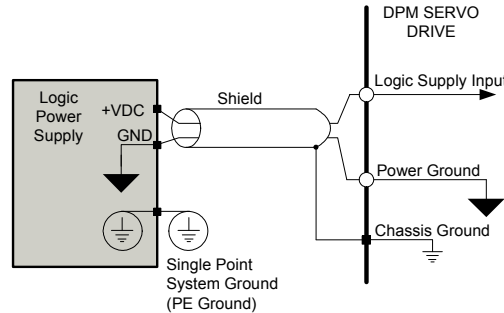 DPM SERVO
DRIVE
Logic
Power
Supply
+VDC
GND
Shield
Logic Supply Input
Power Ground
Chassis Ground
Single Point
System Ground
(PE Ground)